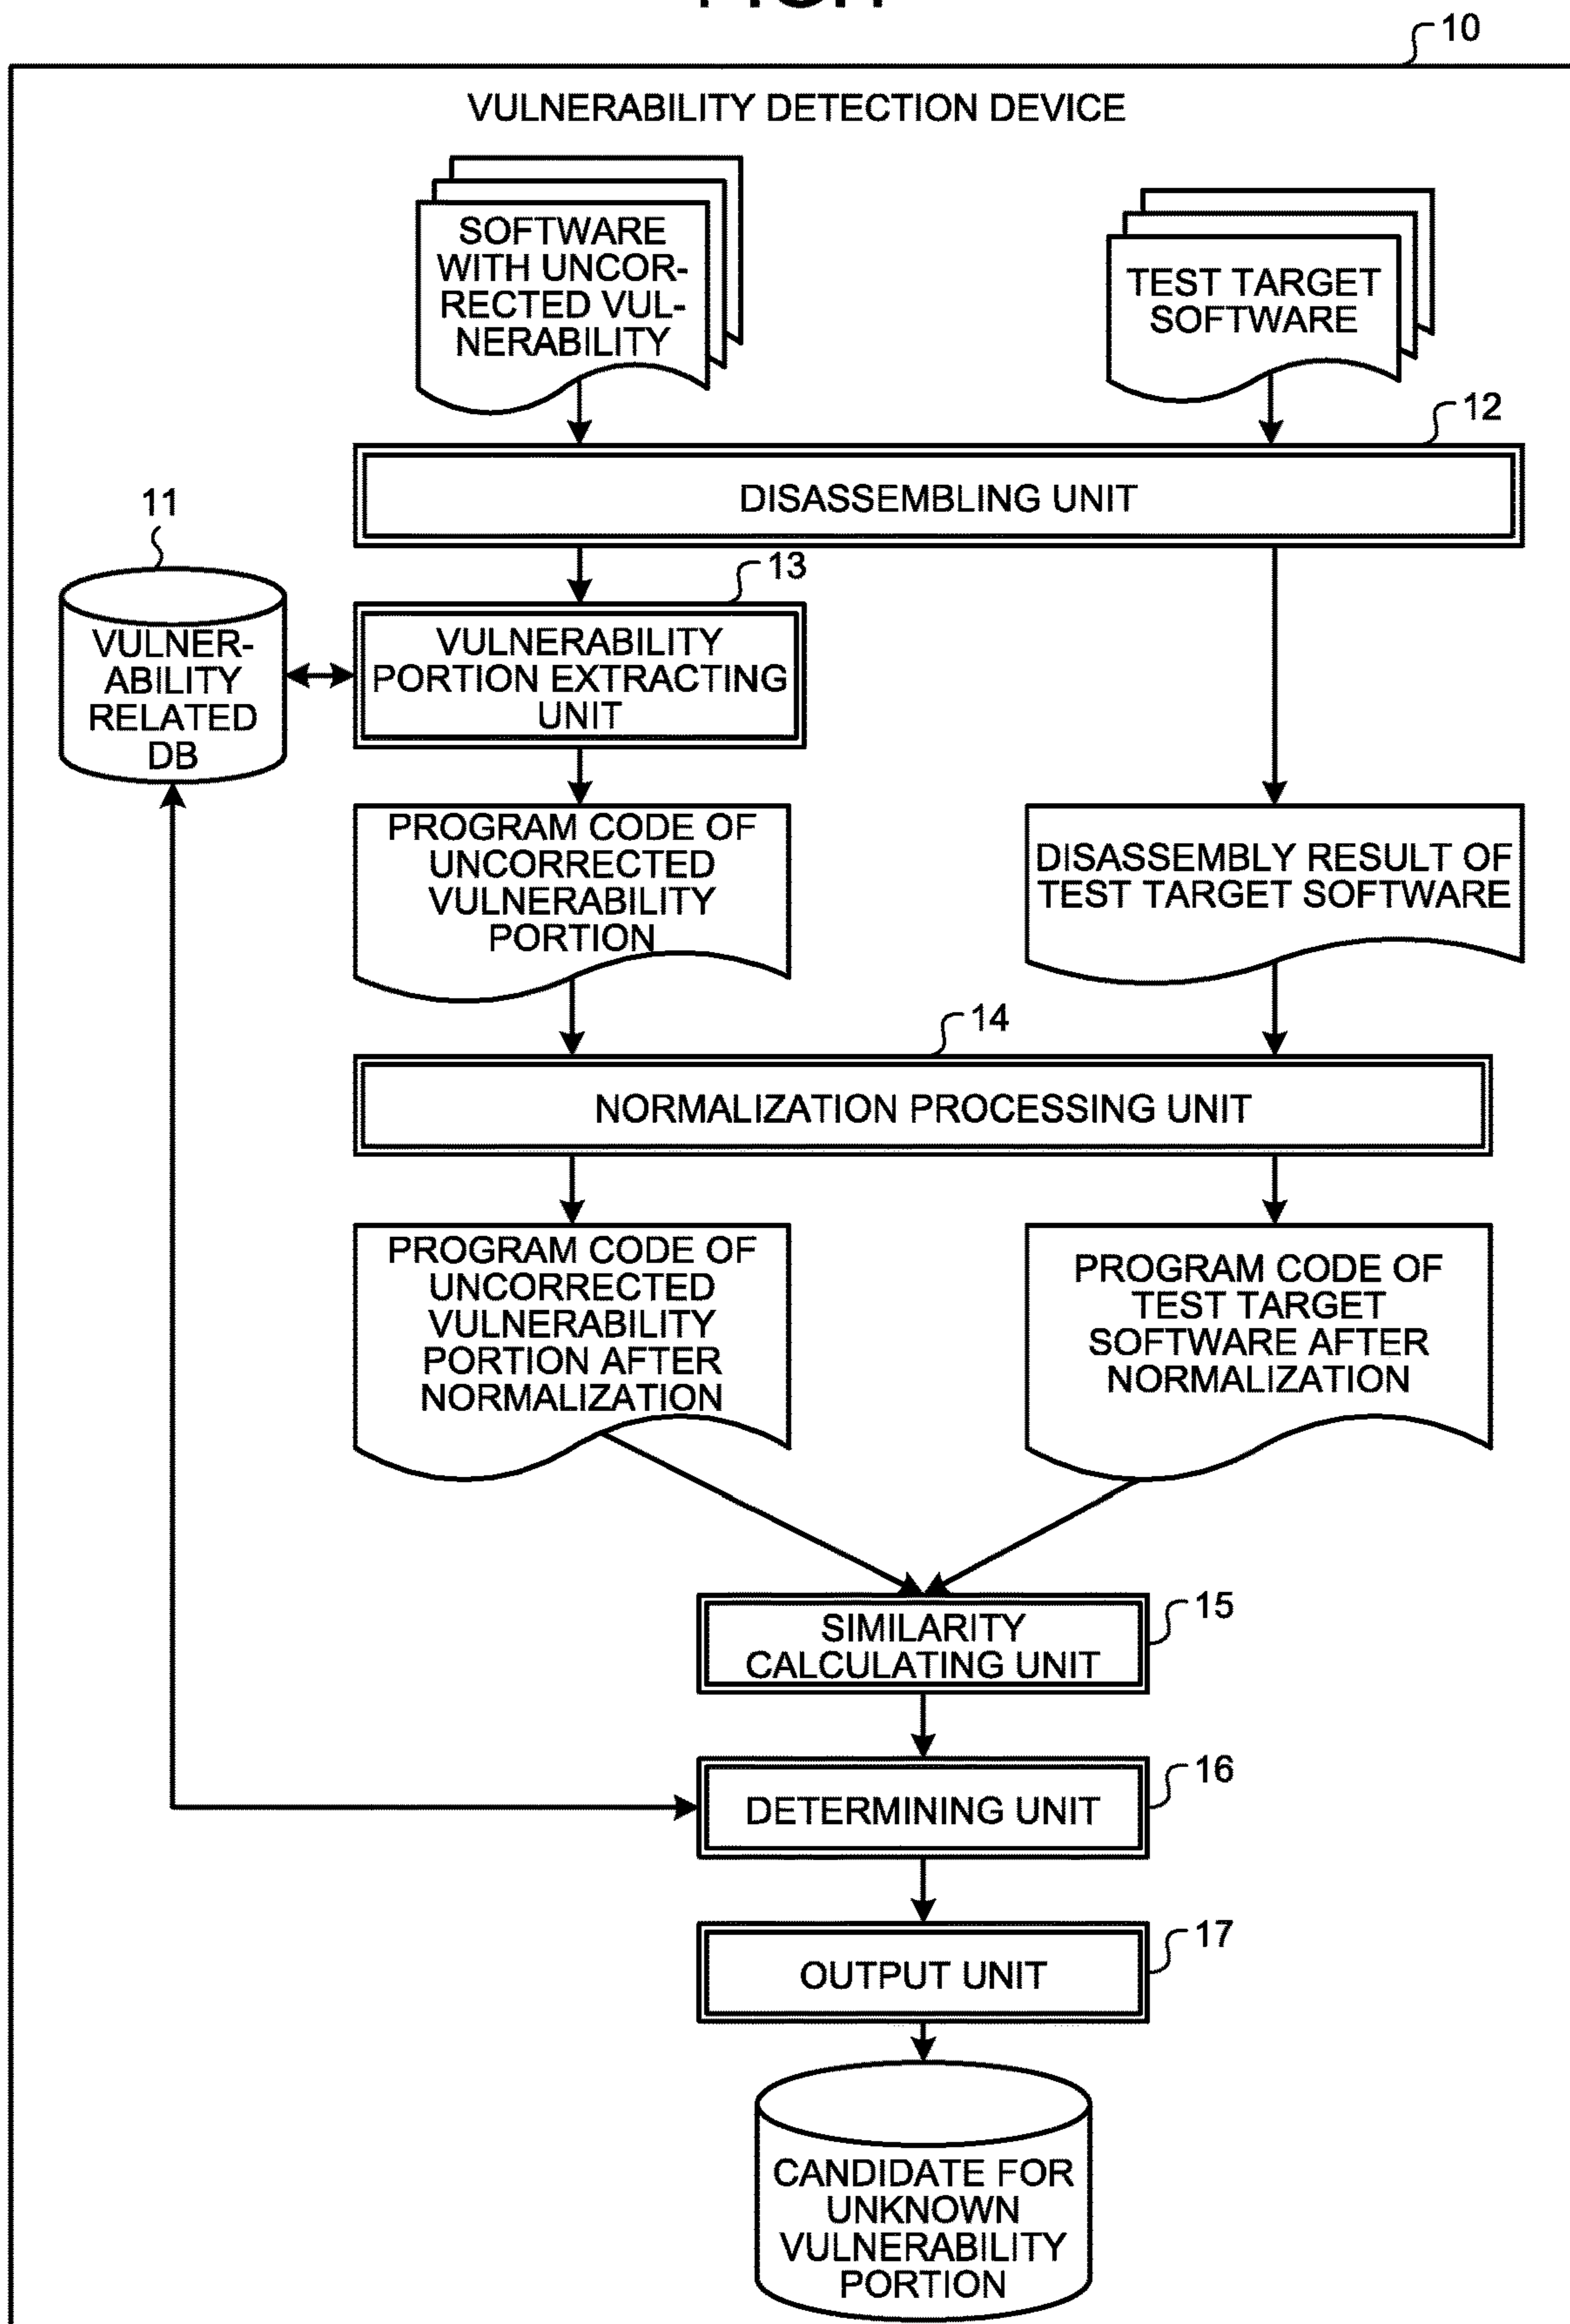 10
VULNERABILITY DETECTION DEVICE
SOFTWARE
WITH UNCOR-
RECTED VUL-
NERABILITY
TEST TARGET
SOFTWARE
12
DISASSEMBLING UNIT
11
VULNER-
ABILITY
RELATED
DB
13
VULNERABILITY
PORTION EXTRACTING
UNIT
PROGRAM CODE OF
UNCORRECTED
VULNERABILITY
PORTION
DISASSEMBLY RESULT OF
TEST TARGET SOFTWARE
14
NORMALIZATION PROCESSING UNIT
PROGRAM CODE OF
UNCORRECTED
VULNERABILITY
PORTION AFTER
NORMALIZATION
PROGRAM CODE OF
TEST TARGET
SOFTWARE AFTER
NORMALIZATION
15
SIMILARITY
CALCULATING UNIT
16
DETERMINING UNIT
17
OUTPUT UNIT
CANDIDATE FOR
UNKNOWN
VULNERABILITY
PORTION